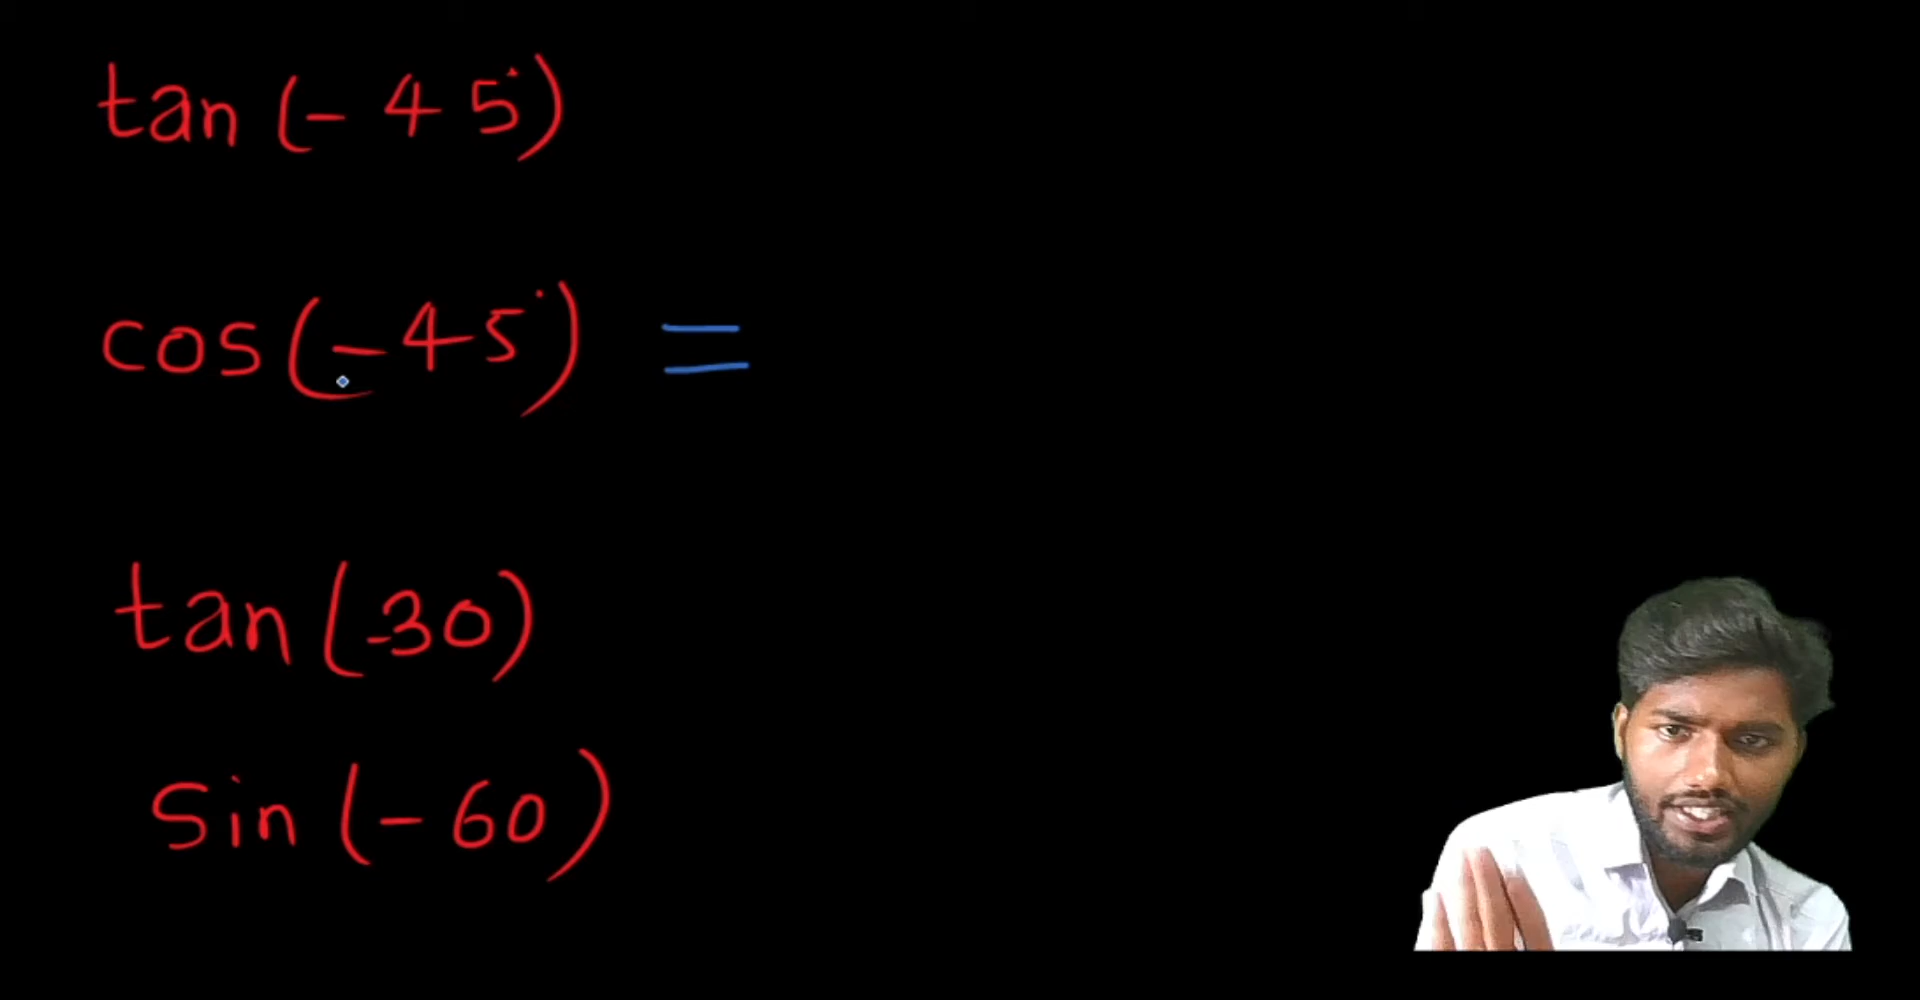 tan (- 45°)
cos (-45°) =
tan (-30)
sin (- 60)